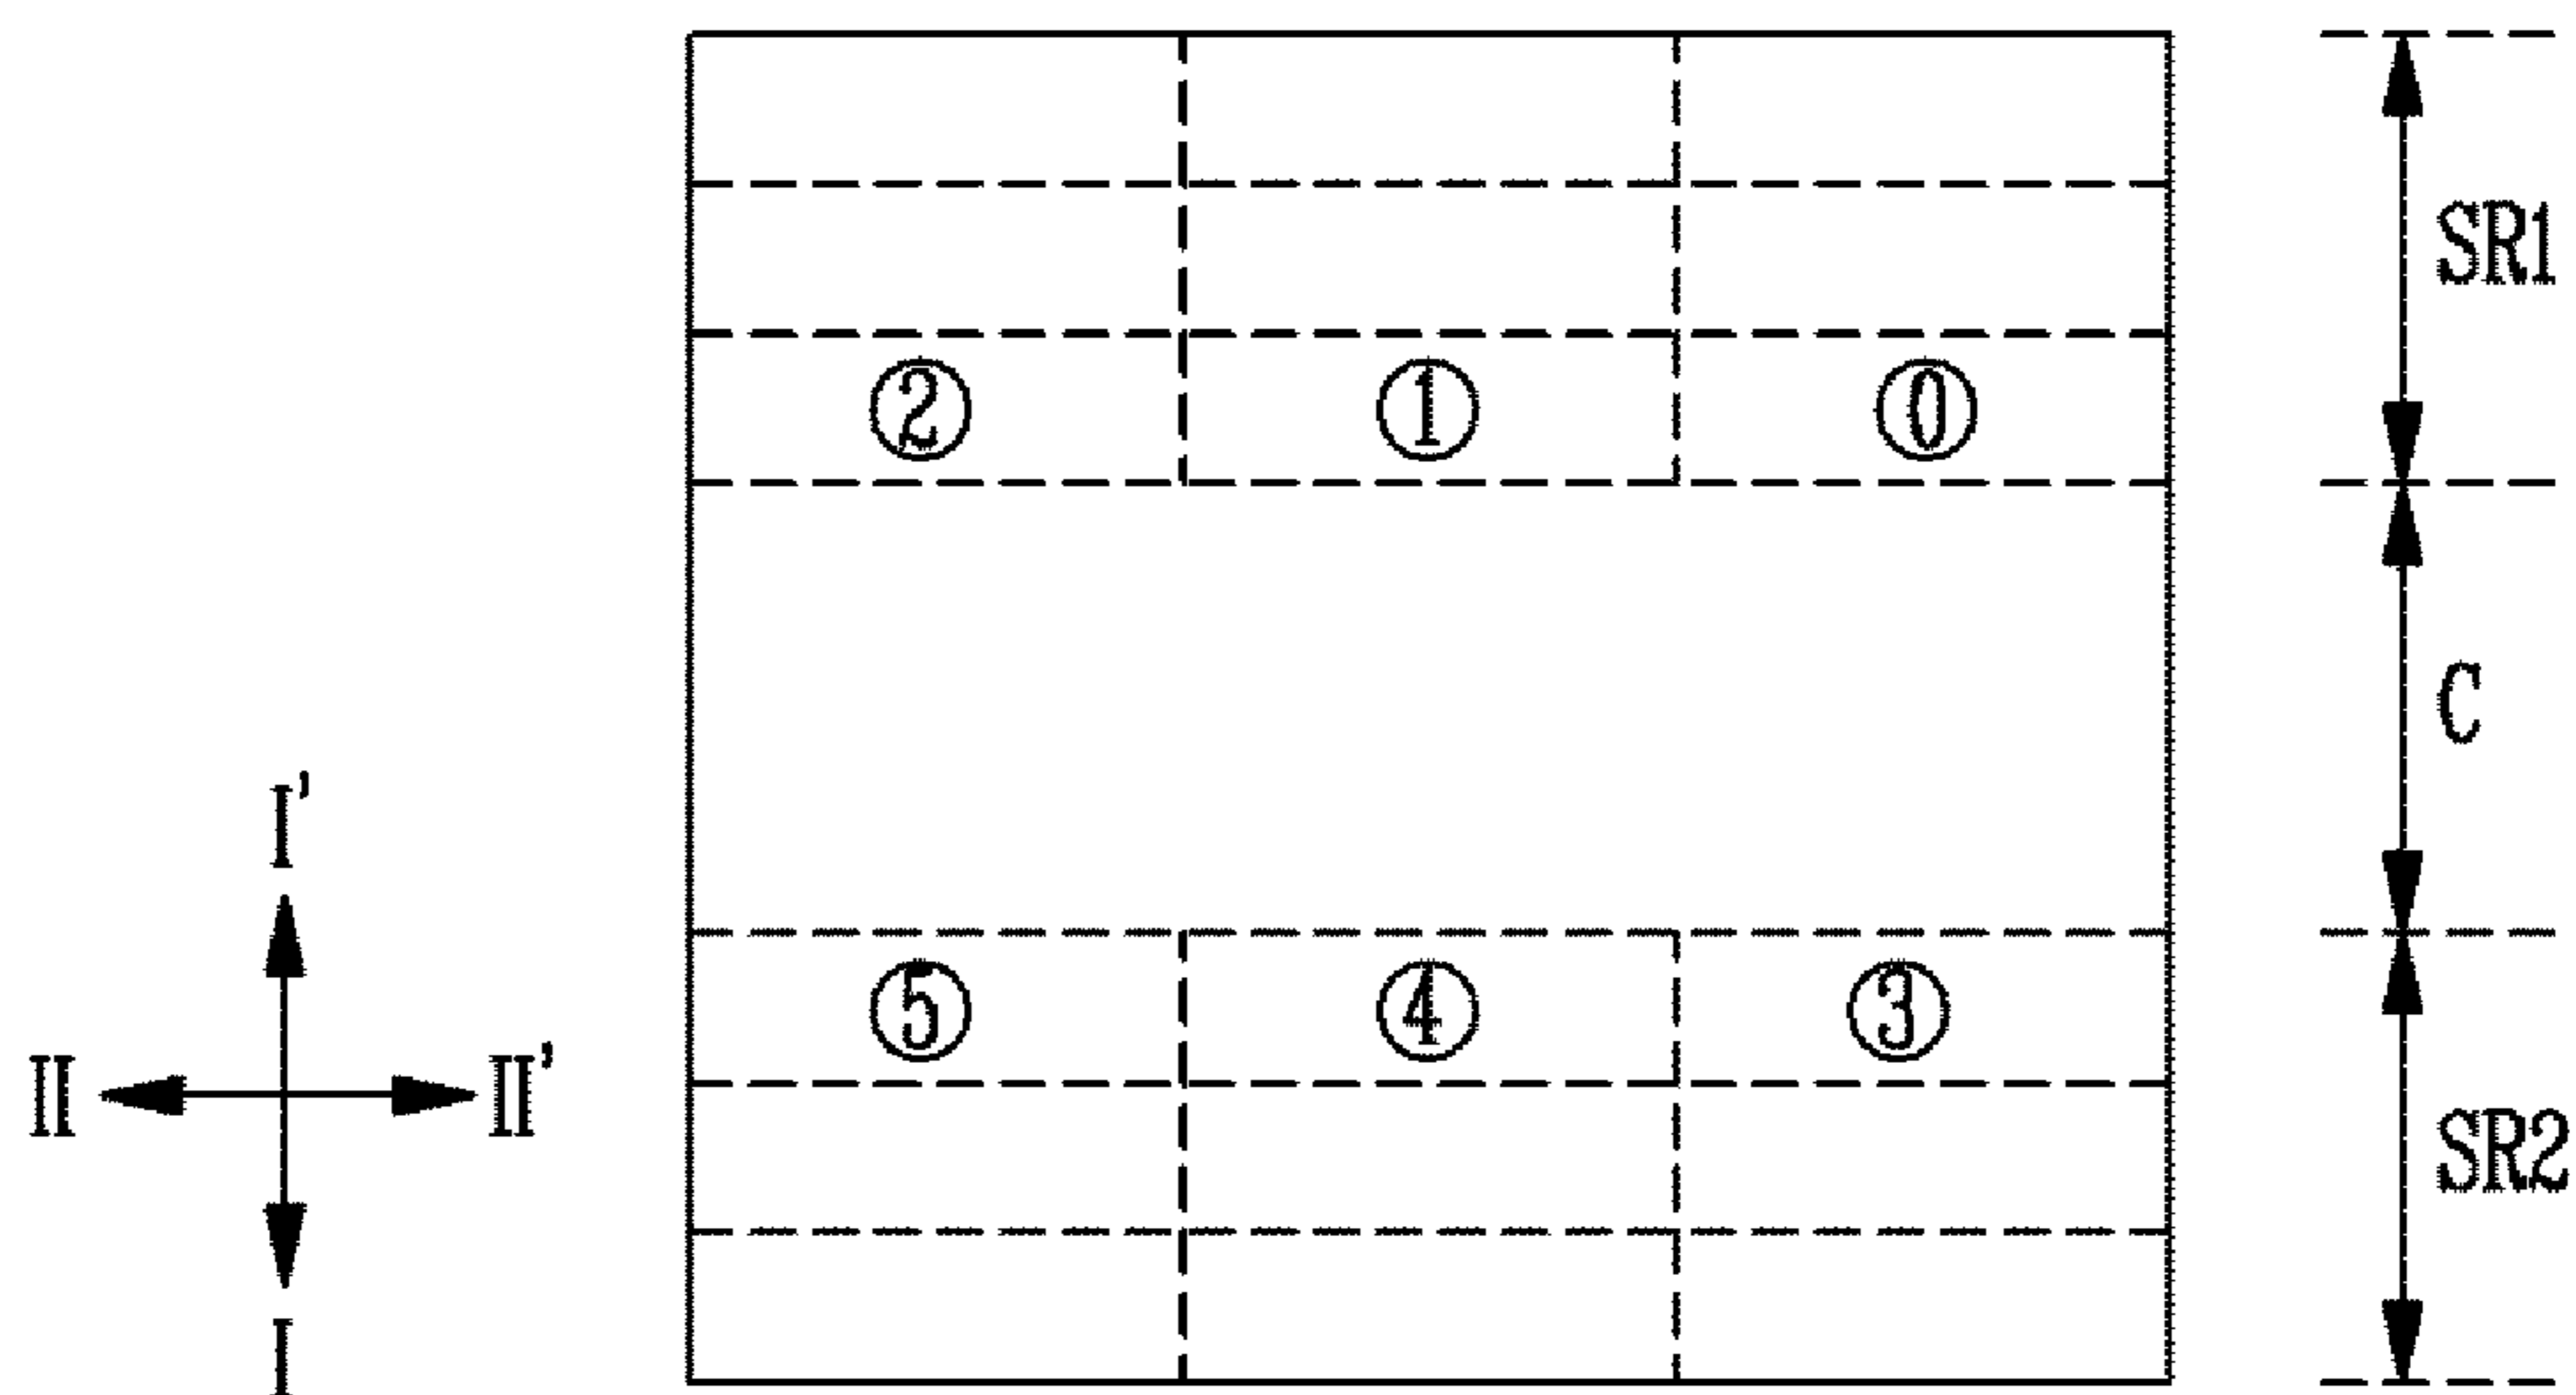 SR1
② ① ⓪
C
I'
⑤ ④ ③
II II'
SR2
I